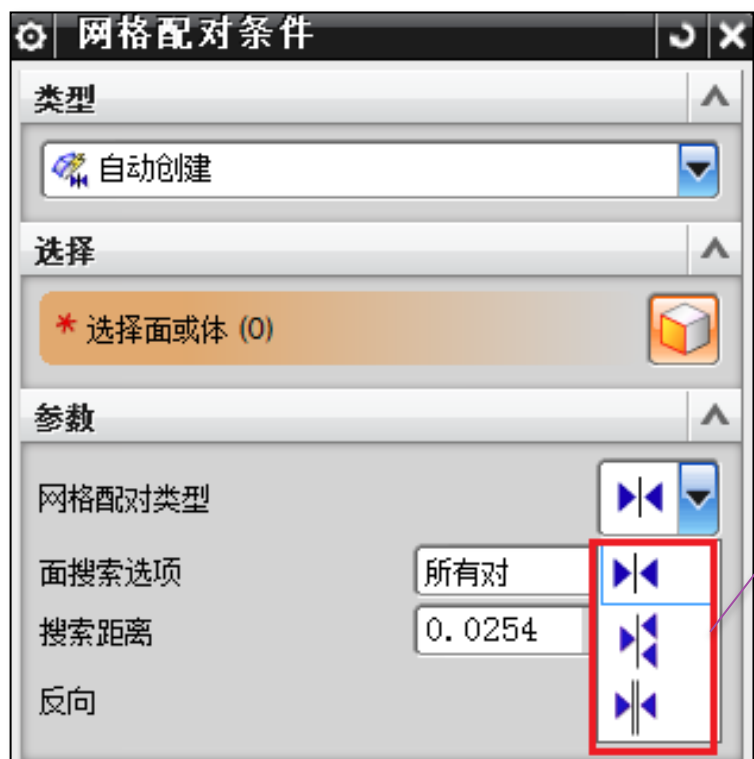 网格配对条件
类型
自动创建
选择
* 选择面或体 (0)
参数
网格配对类型
面搜索选项 所有对
搜索距离 0.0254
反向